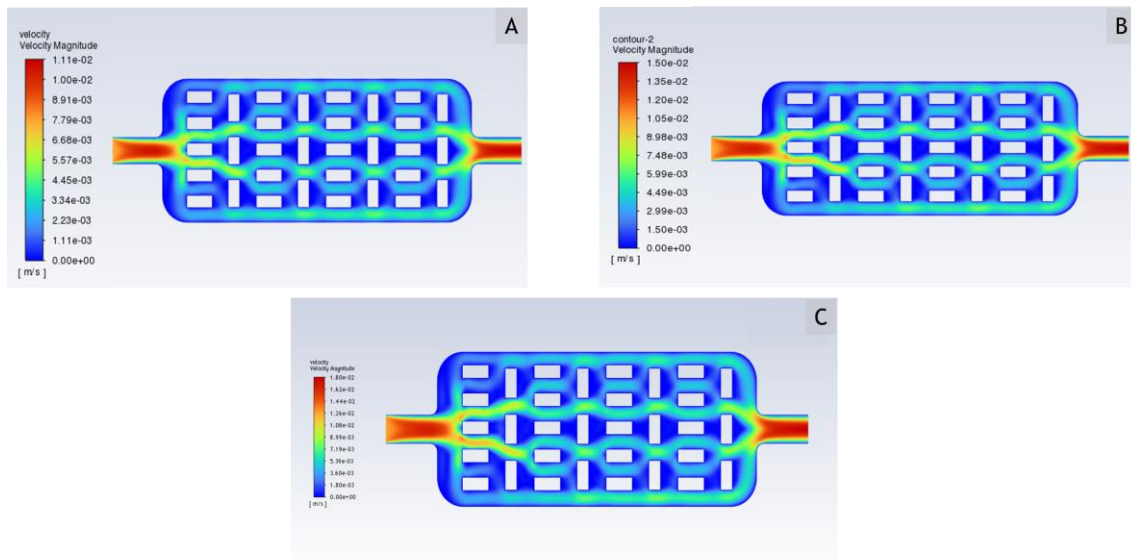 A
velocity
Velocity Magnitude
1.11e-02
1.00e-02
8.91e-03
7.79e-03
6.68e-03
5.57e-03
4.45e-03
3.34e-03
2.23e-03
1.11e-03
0.00e+00
[ m/s ]
B
contour-2
Velocity Magnitude
1.50e-02
1.35e-02
1.20e-02
1.05e-02
8.98e-03
7.48e-03
5.99e-03
4.49e-03
2.99e-03
1.50e-03
0.00e+00
[ m/s ]
C
velocity
Velocity Magnitude
1.80e-02
1.62e-02
1.44e-02
1.26e-02
1.08e-02
8.99e-03
7.19e-03
5.39e-03
3.60e-03
1.80e-03
0.00e+00
[ m/s ]